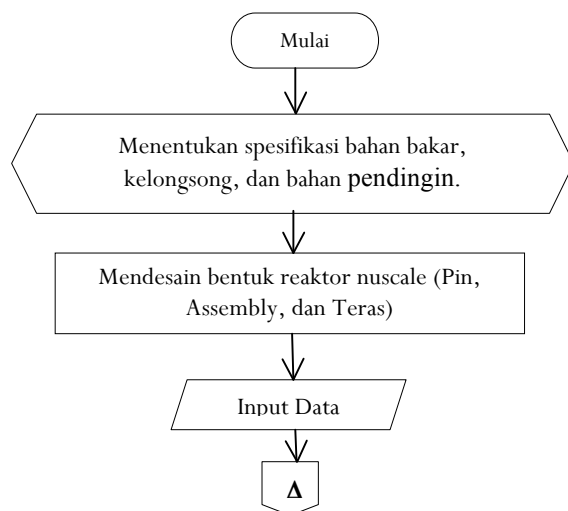 Mulai
Menentukan spesifikasi bahan bakar,
kelongsong, dan bahan pendingin.
Mendesain bentuk reaktor nuscale (Pin,
Assembly, dan Teras)
Input Data
Δ